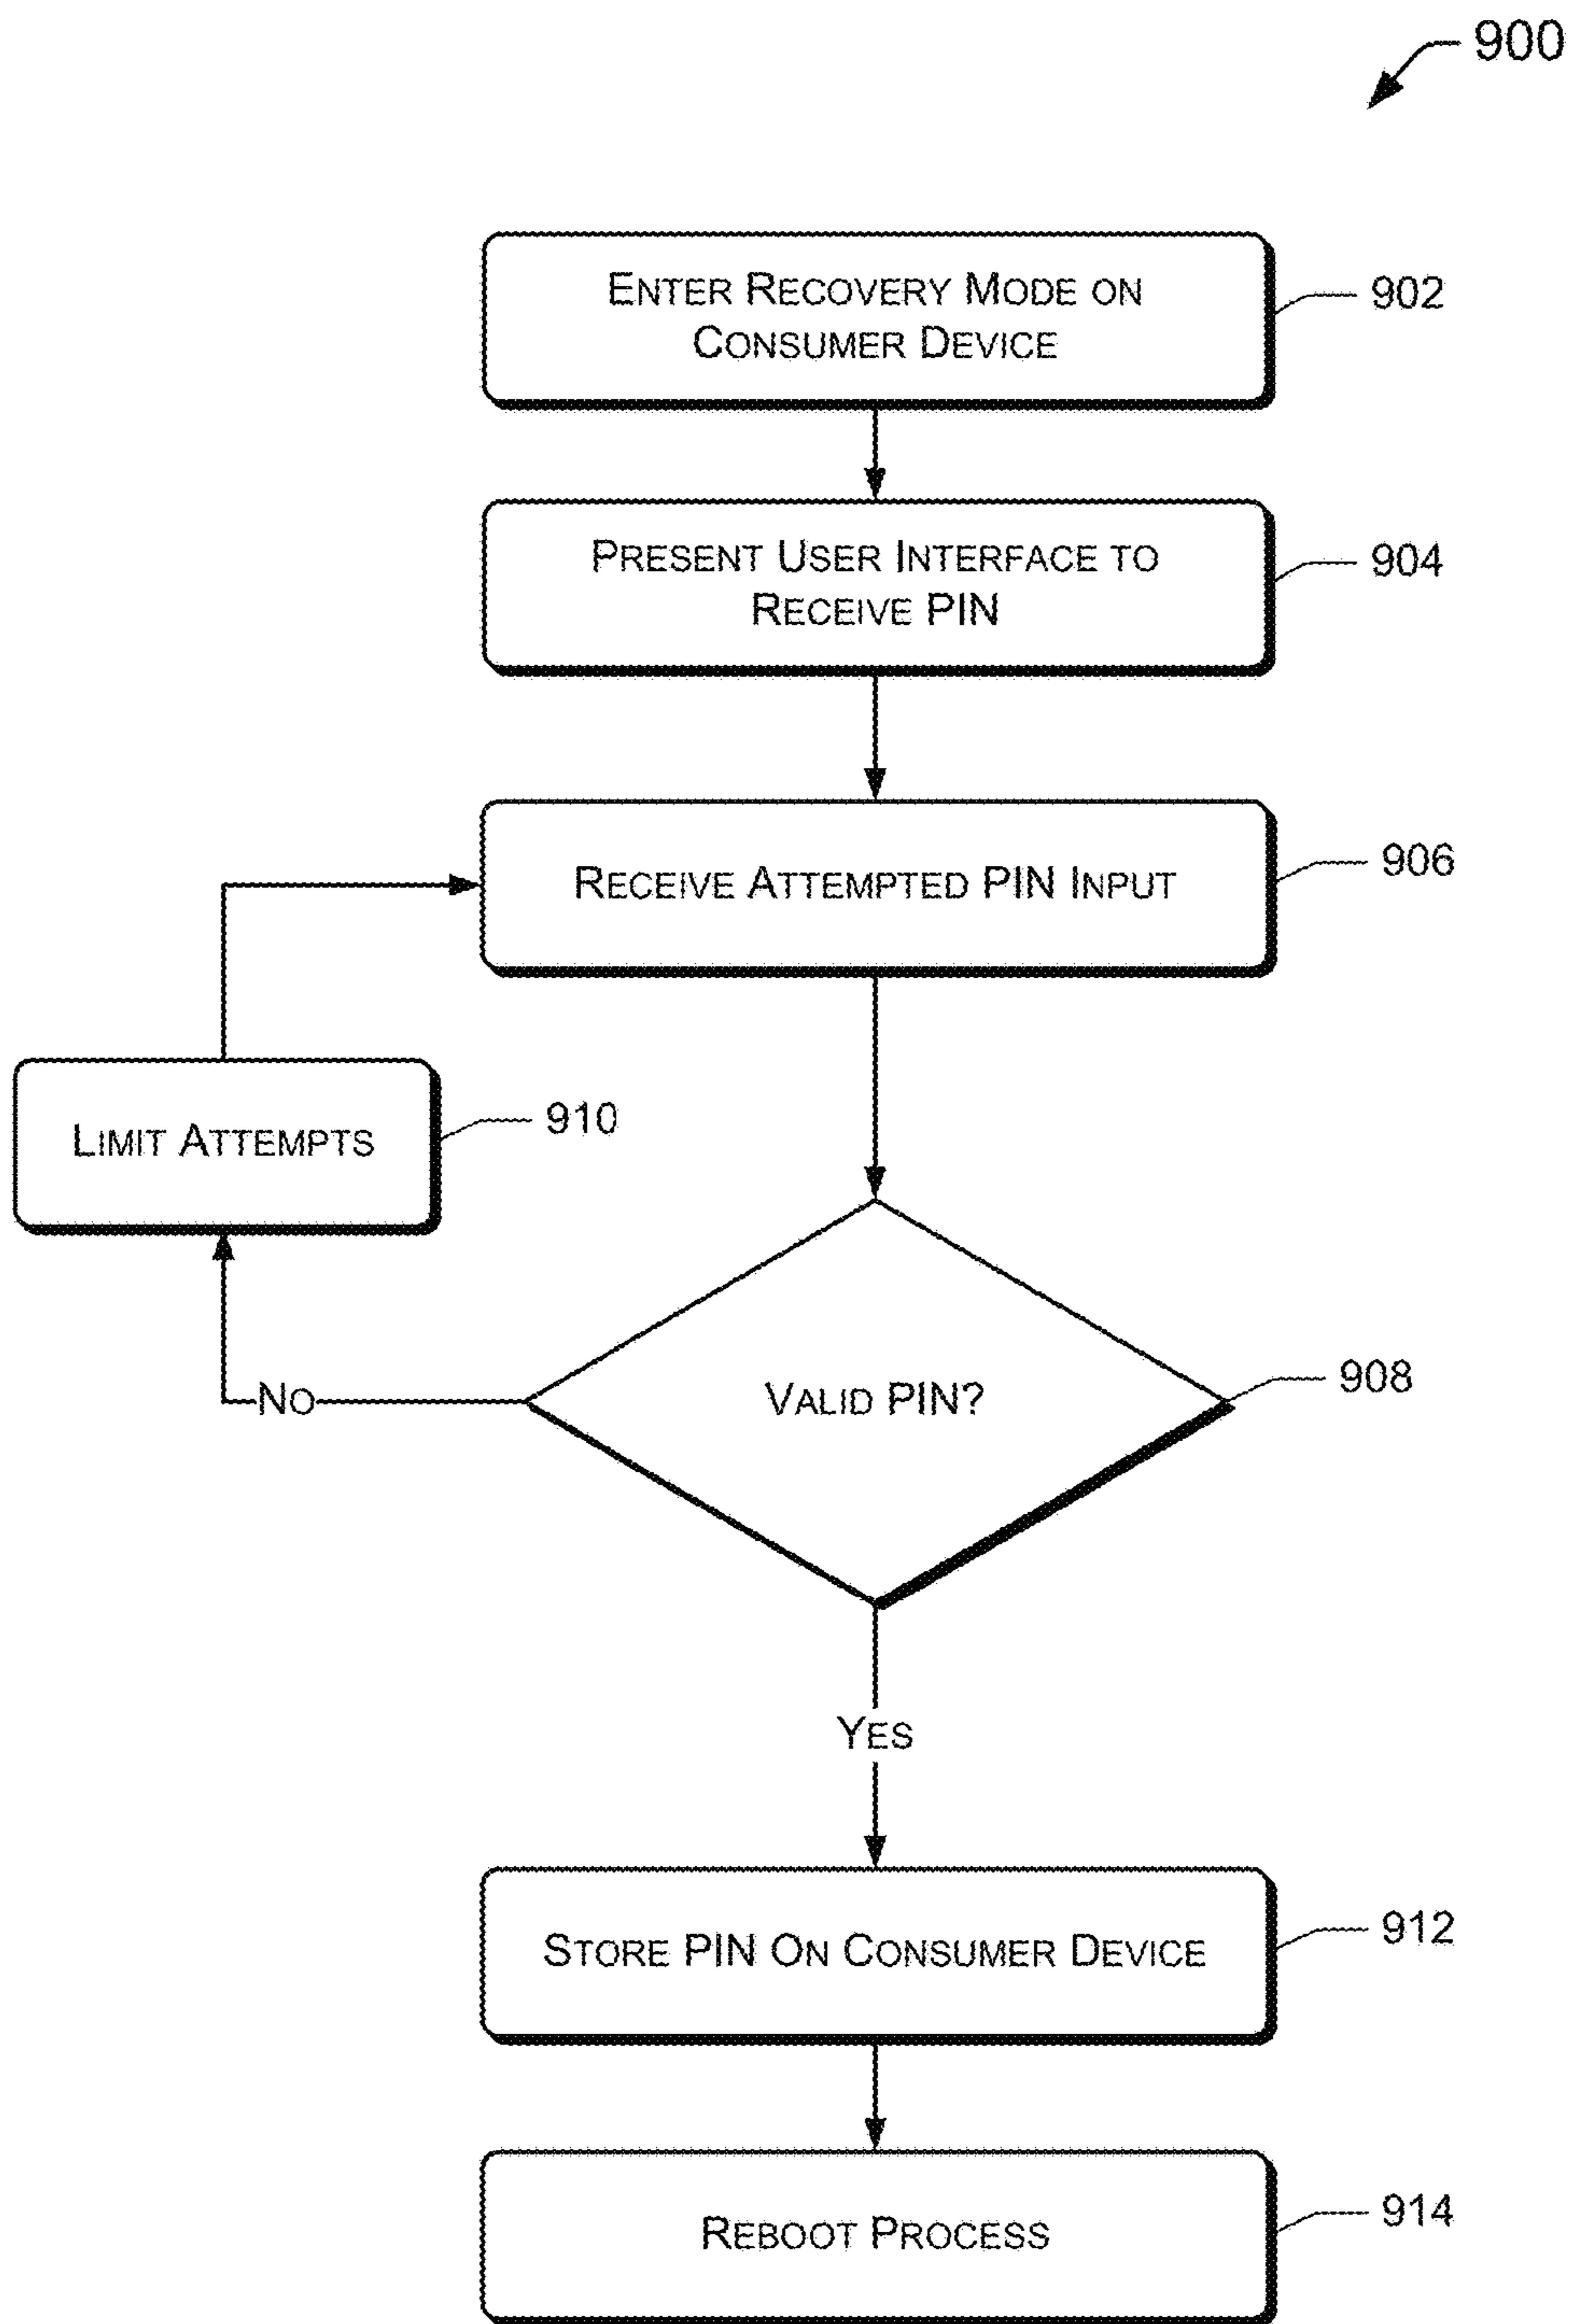 900
ENTER RECOVERY MODE ON
CONSUMER DEVICE
902
PRESENT USER INTERFACE TO
RECEIVE PIN
904
RECEIVE ATTEMPTED PIN INPUT
906
LIMIT ATTEMPTS
910
VALID PIN?
908
NO
YES
STORE PIN ON CONSUMER DEVICE
912
REBOOT PROCESS
914